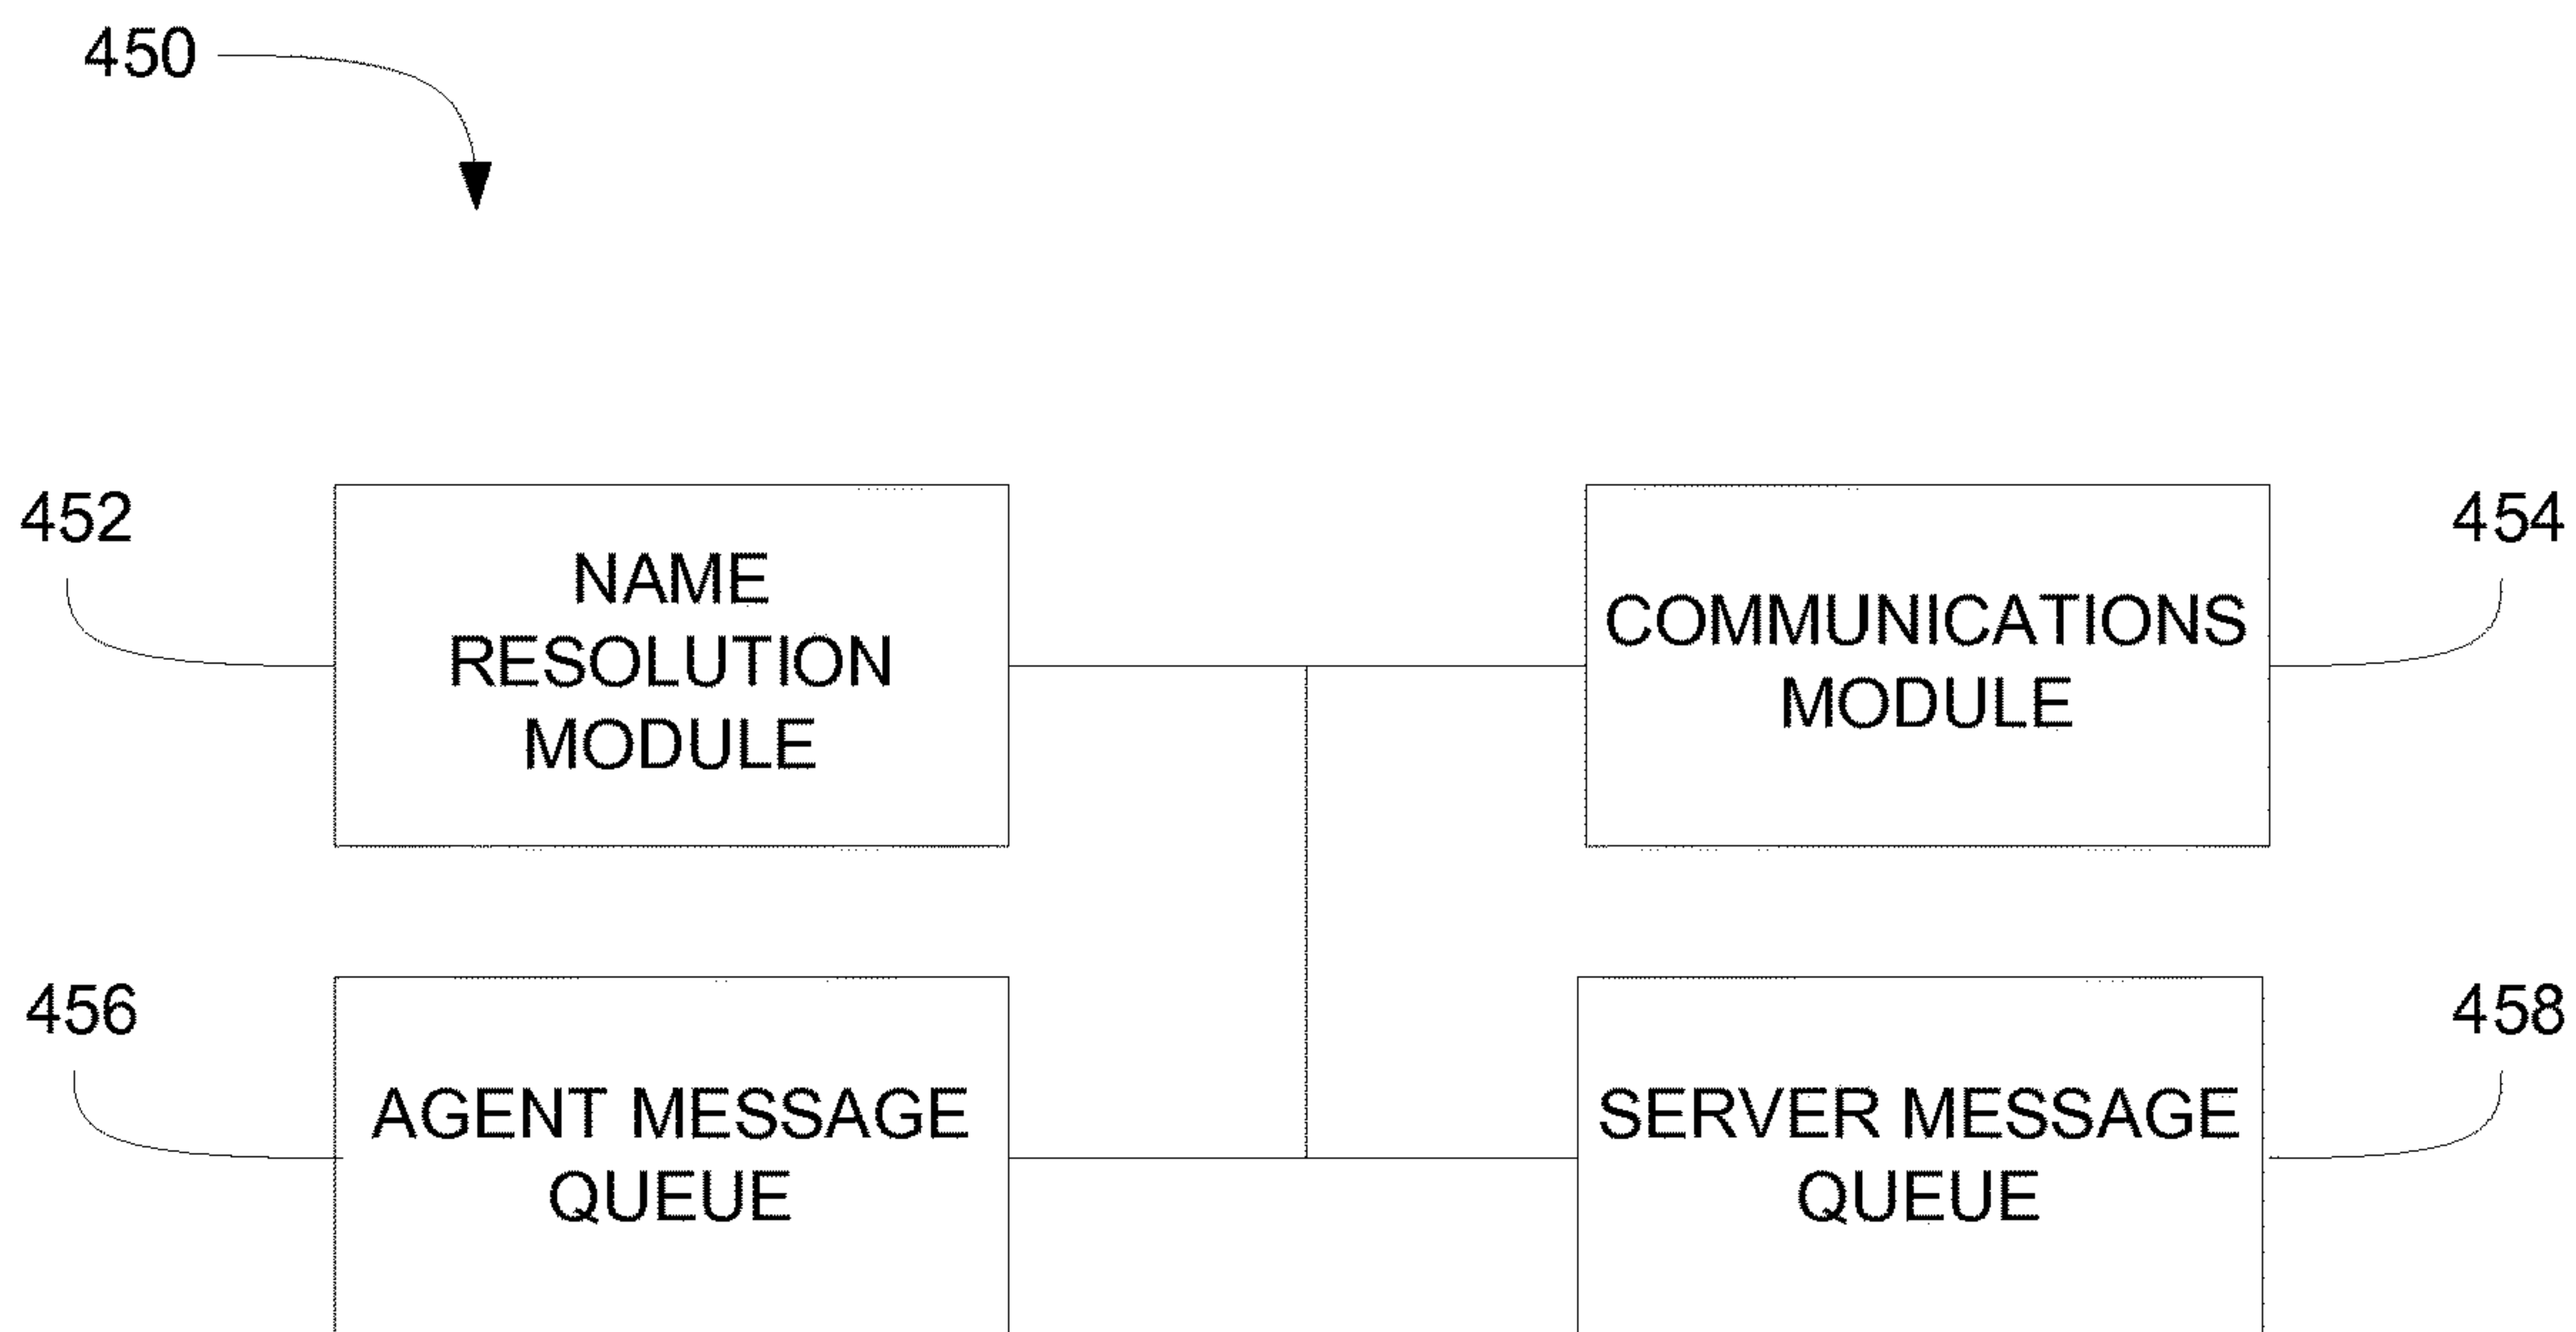 450
452
NAME
RESOLUTION
MODULE
COMMUNICATIONS
MODULE
454
456
AGENT MESSAGE
QUEUE
SERVER MESSAGE
QUEUE
458